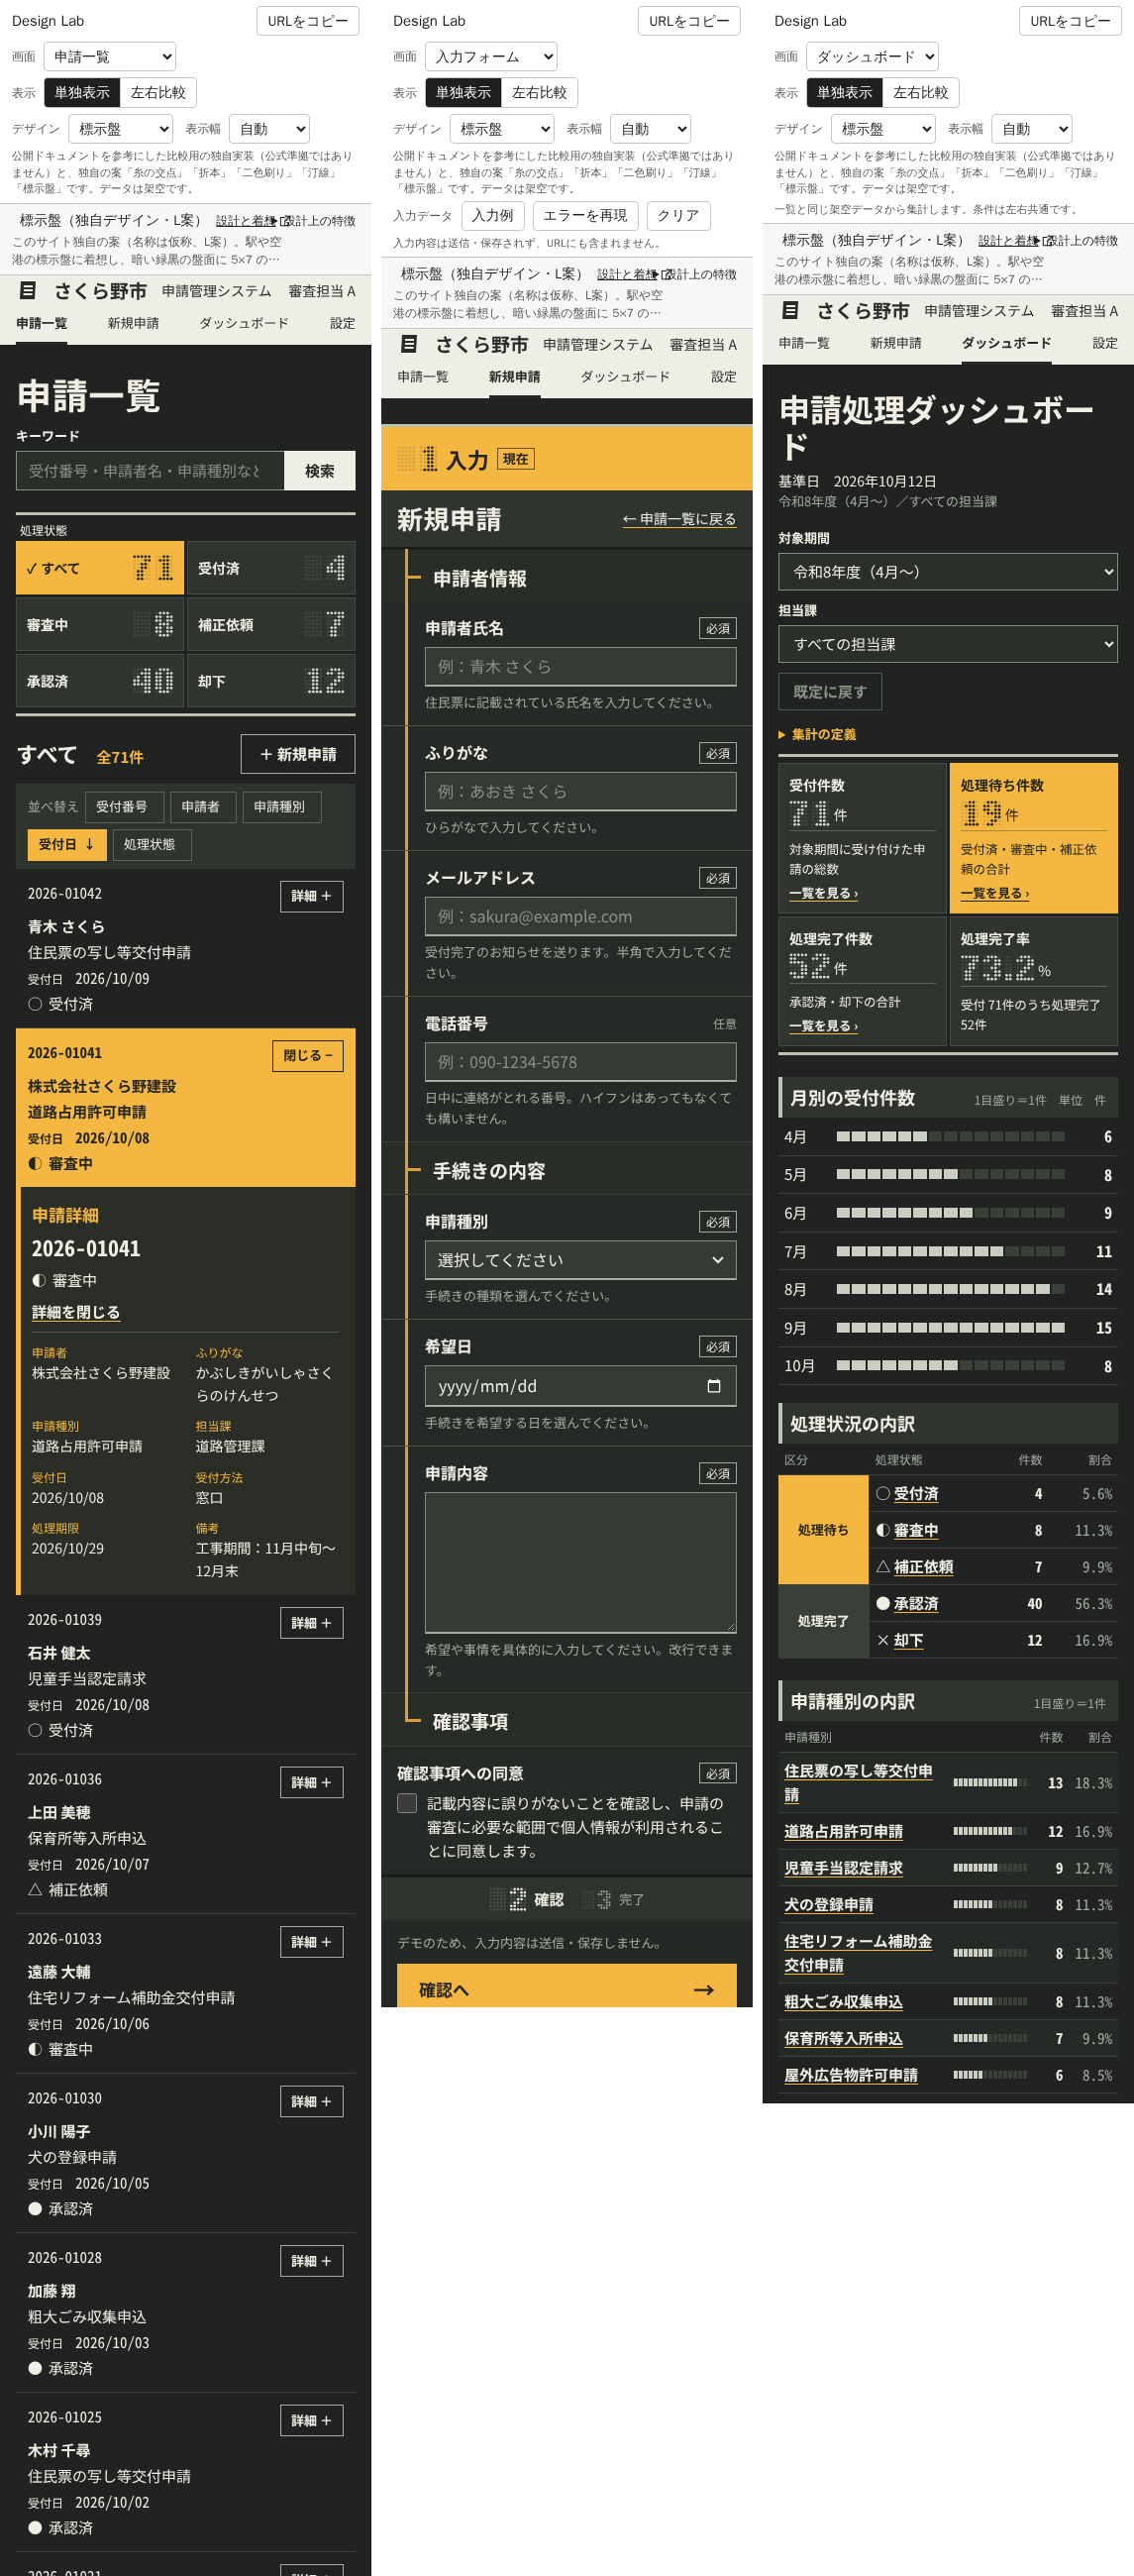 Design Lab
URLをコピー
画面
申請一覧
表示
単独表示
左右比較
デザイン
標示盤
表示幅
自動
公開ドキュメントを参考にした比較用の独自実装（公式準拠ではあり
ません）と、独自の案「糸の交点」「折本」「二色刷り」「汀線」
「標示盤」です。データは架空です。
標示盤（独自デザイン・L案）
設計と着想
設計上の特徴
このサイト独自の案（名称は仮称、L案）。駅や空
港の標示盤に着想し、暗い緑黒の盤面に 5×7 の…
さくら野市
申請管理システム
審査担当 A
申請一覧
新規申請
ダッシュボード
設定
申請一覧
キーワード
受付番号・申請者名・申請種別など
検索
処理状態
✓ すべて 71
受付済 4
審査中 8
補正依頼 7
承認済 40
却下 12
すべて 全71件
＋ 新規申請
並べ替え
受付番号
申請者
申請種別
受付日 ↓
処理状態
2026-01042
詳細 ＋
青木 さくら
住民票の写し等交付申請
受付日 2026/10/09
○ 受付済
2026-01041
閉じる −
株式会社さくら野建設
道路占用許可申請
受付日 2026/10/08
◐ 審査中
申請詳細
2026-01041
◐ 審査中
詳細を閉じる
申請者
株式会社さくら野建設
ふりがな
かぶしきがいしゃさく
らのけんせつ
申請種別
道路占用許可申請
担当課
道路管理課
受付日
2026/10/08
受付方法
窓口
処理期限
2026/10/29
備考
工事期間：11月中旬〜
12月末
2026-01039
詳細 ＋
石井 健太
児童手当認定請求
受付日 2026/10/08
○ 受付済
2026-01036
詳細 ＋
上田 美穂
保育所等入所申込
受付日 2026/10/07
△ 補正依頼
2026-01033
詳細 ＋
遠藤 大輔
住宅リフォーム補助金交付申請
受付日 2026/10/06
◐ 審査中
2026-01030
詳細 ＋
小川 陽子
犬の登録申請
受付日 2026/10/05
● 承認済
2026-01028
詳細 ＋
加藤 翔
粗大ごみ収集申込
受付日 2026/10/03
● 承認済
2026-01025
詳細 ＋
木村 千尋
住民票の写し等交付申請
受付日 2026/10/02
● 承認済
Design Lab
URLをコピー
画面
入力フォーム
表示
単独表示
左右比較
デザイン
標示盤
表示幅
自動
公開ドキュメントを参考にした比較用の独自実装（公式準拠ではあり
ません）と、独自の案「糸の交点」「折本」「二色刷り」「汀線」
「標示盤」です。データは架空です。
入力データ
入力例
エラーを再現
クリア
入力内容は送信・保存されず、URLにも含まれません。
標示盤（独自デザイン・L案）
設計と着想
設計上の特徴
このサイト独自の案（名称は仮称、L案）。駅や空
港の標示盤に着想し、暗い緑黒の盤面に 5×7 の…
さくら野市
申請管理システム
審査担当 A
申請一覧
新規申請
ダッシュボード
設定
1 入力 現在
新規申請
← 申請一覧に戻る
申請者情報
申請者氏名
必須
例：青木 さくら
住民票に記載されている氏名を入力してください。
ふりがな
必須
例：あおき さくら
ひらがなで入力してください。
メールアドレス
必須
例：sakura@example.com
受付完了のお知らせを送ります。半角で入力してくだ
さい。
電話番号
任意
例：090-1234-5678
日中に連絡がとれる番号。ハイフンはあってもなくて
も構いません。
手続きの内容
申請種別
必須
選択してください
手続きの種類を選んでください。
希望日
必須
yyyy/mm/dd
手続きを希望する日を選んでください。
申請内容
必須
希望や事情を具体的に入力してください。改行できま
す。
確認事項
確認事項への同意
必須
記載内容に誤りがないことを確認し、申請の
審査に必要な範囲で個人情報が利用されるこ
とに同意します。
2 確認 3 完了
デモのため、入力内容は送信・保存しません。
確認へ →
Design Lab
URLをコピー
画面
ダッシュボード
表示
単独表示
左右比較
デザイン
標示盤
表示幅
自動
公開ドキュメントを参考にした比較用の独自実装（公式準拠ではあり
ません）と、独自の案「糸の交点」「折本」「二色刷り」「汀線」
「標示盤」です。データは架空です。
一覧と同じ架空データから集計します。条件は左右共通です。
標示盤（独自デザイン・L案）
設計と着想
設計上の特徴
このサイト独自の案（名称は仮称、L案）。駅や空
港の標示盤に着想し、暗い緑黒の盤面に 5×7 の…
さくら野市
申請管理システム
審査担当 A
申請一覧
新規申請
ダッシュボード
設定
申請処理ダッシュボー
ド
基準日 2026年10月12日
令和8年度（4月〜）／すべての担当課
対象期間
令和8年度（4月〜）
担当課
すべての担当課
既定に戻す
▶ 集計の定義
受付件数
71 件
対象期間に受け付けた申
請の総数
一覧を見る ›
処理待ち件数
19 件
受付済・審査中・補正依
頼の合計
一覧を見る ›
処理完了件数
52 件
承認済・却下の合計
一覧を見る ›
処理完了率
73.2 %
受付 71件のうち処理完了
52件
月別の受付件数
1目盛り＝1件 単位 件
4月 6
5月 8
6月 9
7月 11
8月 14
9月 15
10月 8
処理状況の内訳
区分 処理状態 件数 割合
処理待ち
○ 受付済 4 5.6%
◐ 審査中 8 11.3%
△ 補正依頼 7 9.9%
処理完了
● 承認済 40 56.3%
× 却下 12 16.9%
申請種別の内訳
1目盛り＝1件
申請種別 件数 割合
住民票の写し等交付申
請 13 18.3%
道路占用許可申請 12 16.9%
児童手当認定請求 9 12.7%
犬の登録申請 8 11.3%
住宅リフォーム補助金
交付申請 8 11.3%
粗大ごみ収集申込 8 11.3%
保育所等入所申込 7 9.9%
屋外広告物許可申請 6 8.5%